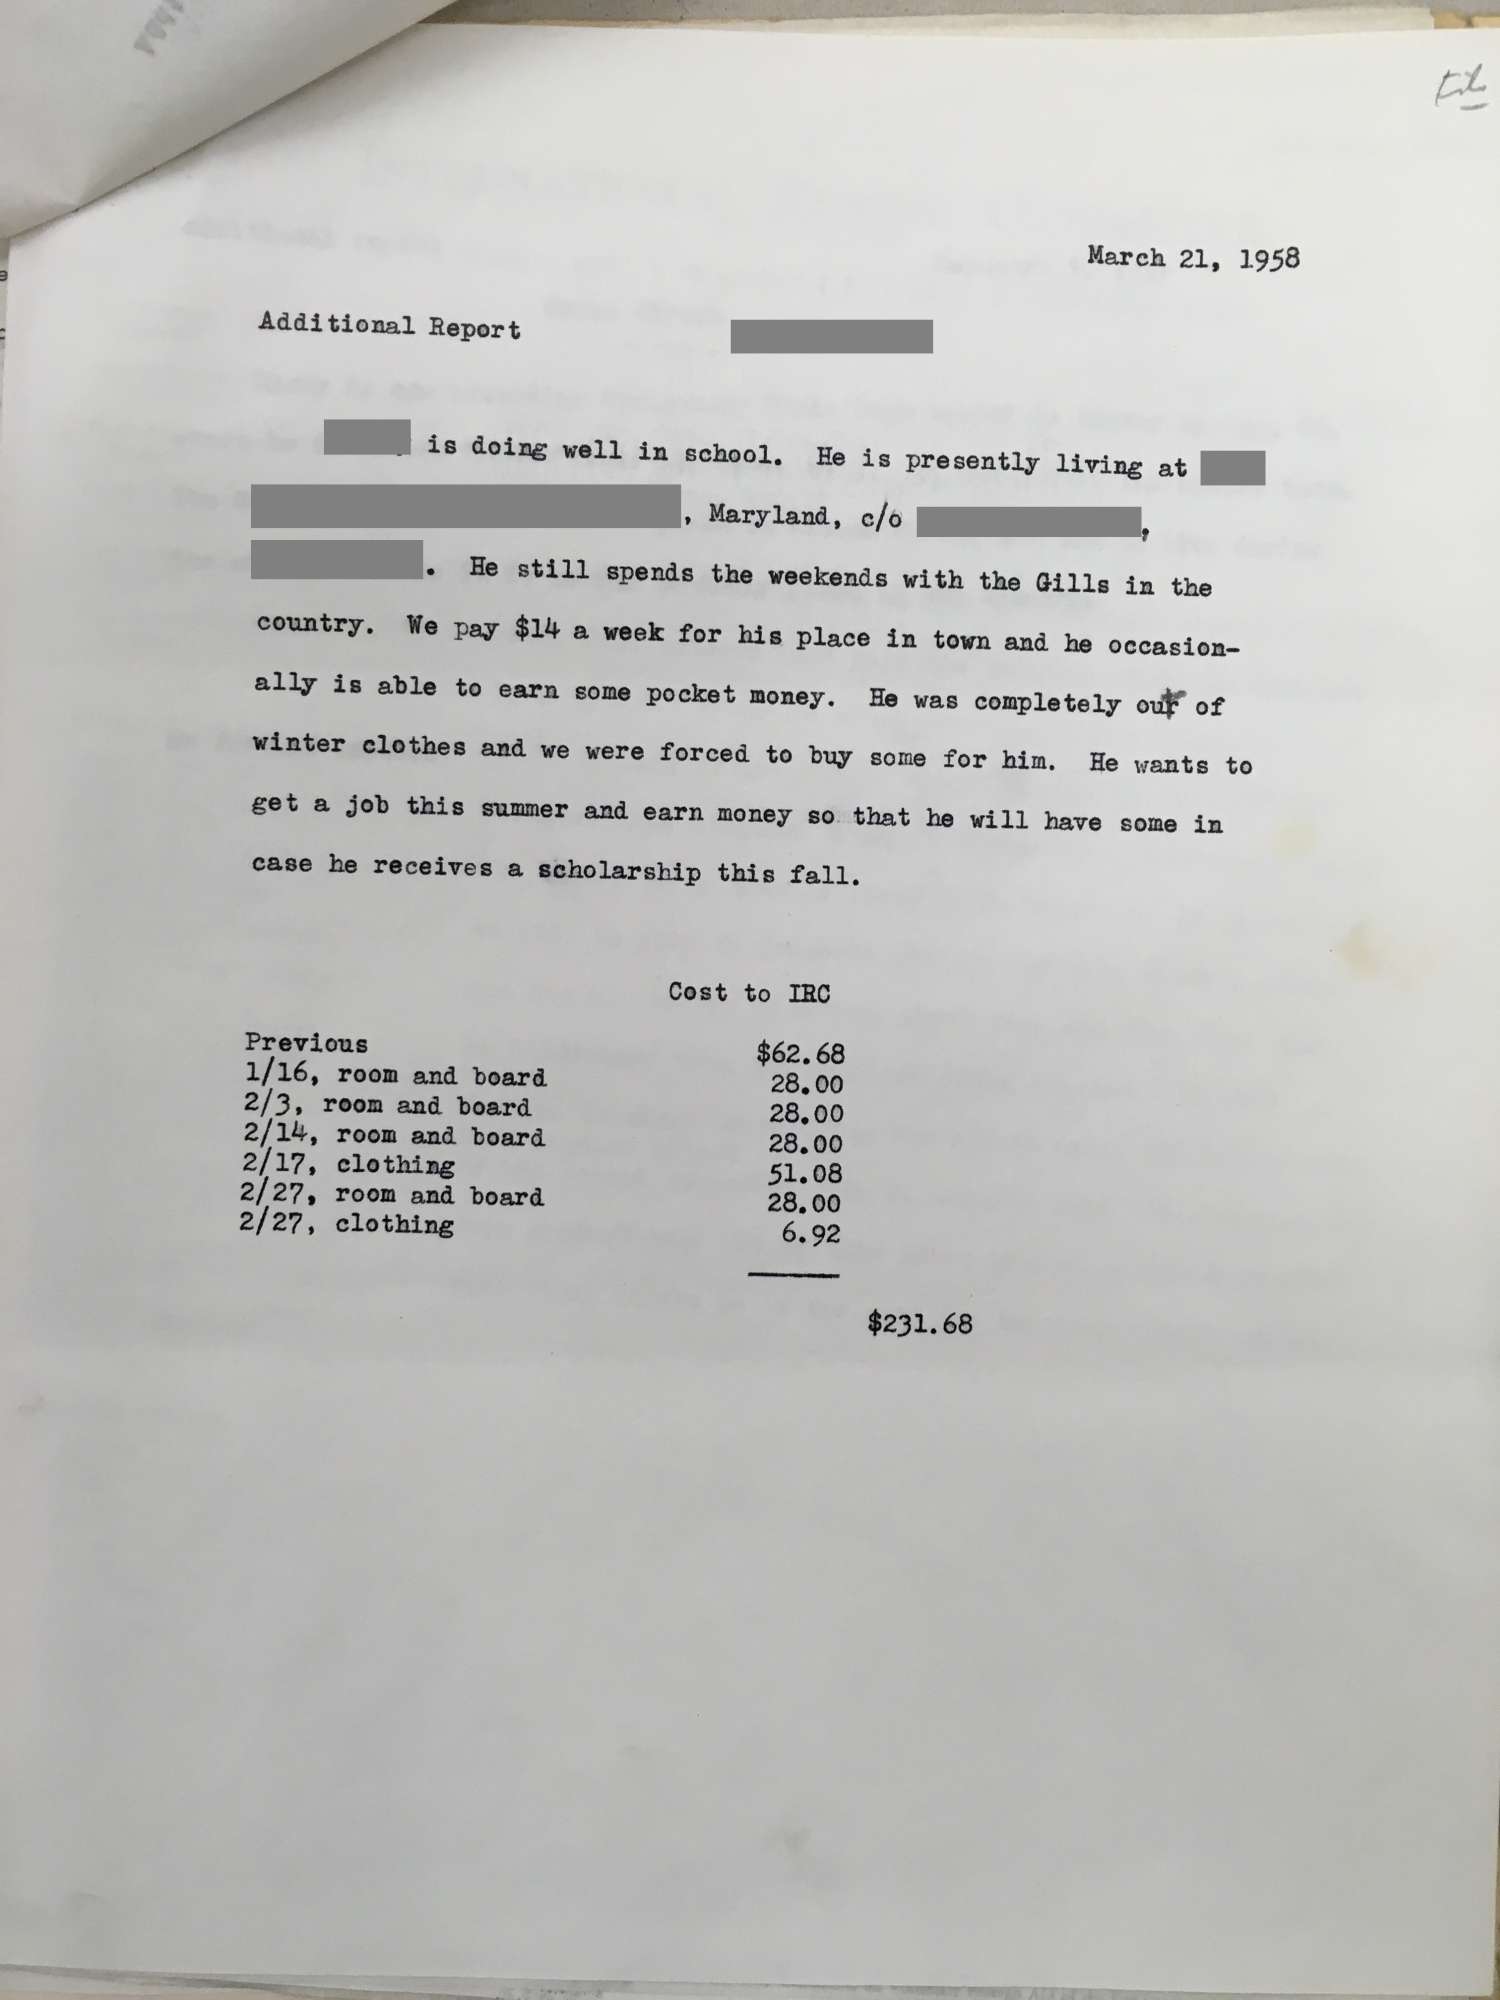 File
March 21, 1958
Additional Report
is doing well in school. He is presently living at
, Maryland, c/o ,
. He still spends the weekends with the Gills in the
country. We pay $14 a week for his place in town and he occasion-
ally is able to earn some pocket money. He was completely out of
winter clothes and we were forced to buy some for him. He wants to
get a job this summer and earn money so that he will have some in
case he receives a scholarship this fall.
Cost to IRC
Previous $62.68
1/16, room and board 28.00
2/3, room and board 28.00
2/14, room and board 28.00
2/17, clothing 51.08
2/27, room and board 28.00
2/27, clothing 6.92
$231.68